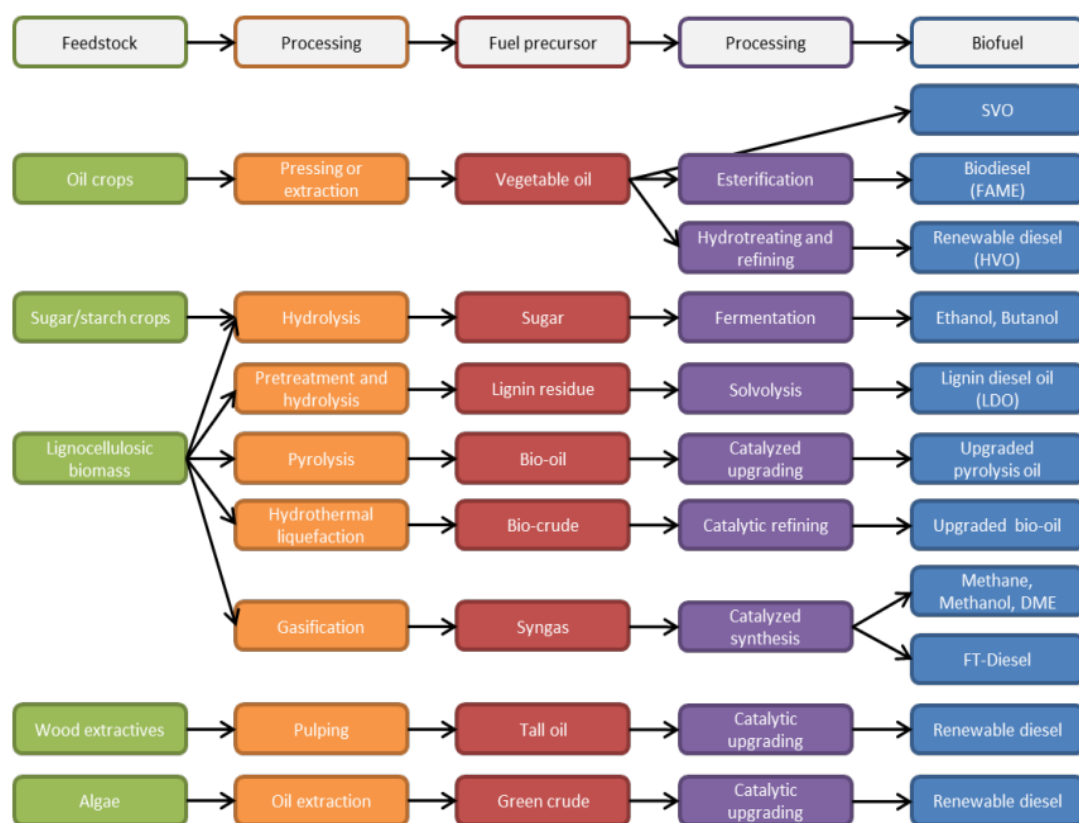 Feedstock
Processing
Fuel precursor
Processing
Biofuel
SVO
Oil crops
Pressing or
extraction
Vegetable oil
Esterification
Biodiesel
(FAME)
Hydrotreating and
refining
Renewable diesel
(HVO)
Sugar/starch crops
Hydrolysis
Sugar
Fermentation
Ethanol, Butanol
Pretreatment and
hydrolysis
Lignin residue
Solvolysis
Lignin diesel oil
(LDO)
Lignocellulosic
biomass
Pyrolysis
Bio-oil
Catalyzed
upgrading
Upgraded
pyrolysis oil
Hydrothermal
liquefaction
Bio-crude
Catalytic refining
Upgraded bio-oil
Gasification
Syngas
Catalyzed
synthesis
Methane,
Methanol, DME
FT-Diesel
Wood extractives
Pulping
Tall oil
Catalytic
upgrading
Renewable diesel
Algae
Oil extraction
Green crude
Catalytic
upgrading
Renewable diesel